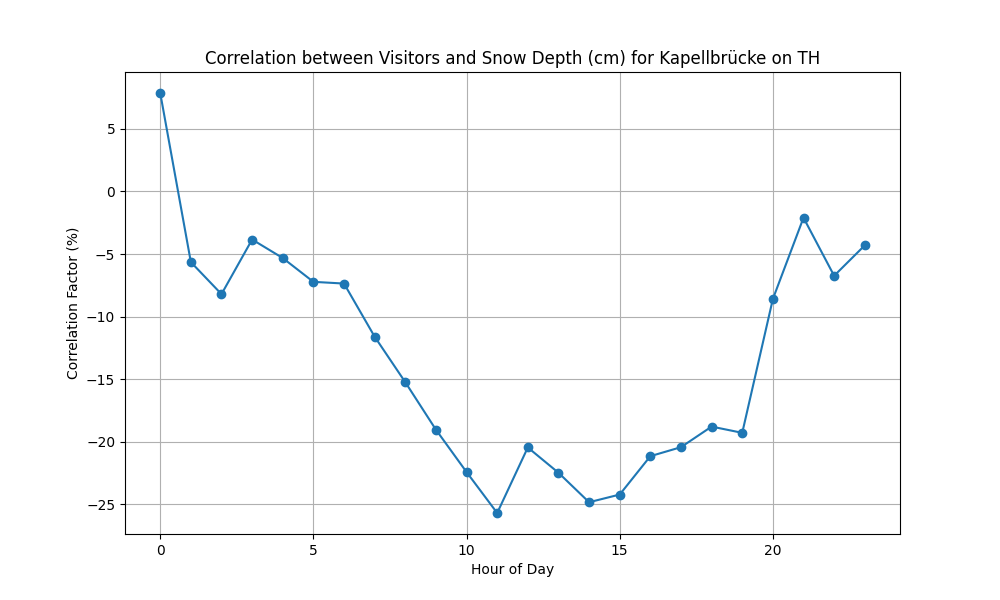 Correlation between Visitors and Snow Depth (cm) for Kapellbrücke on TH
Correlation Factor (%)
5
0
−5
−10
−15
−20
−25
0 5 10 15 20
Hour of Day